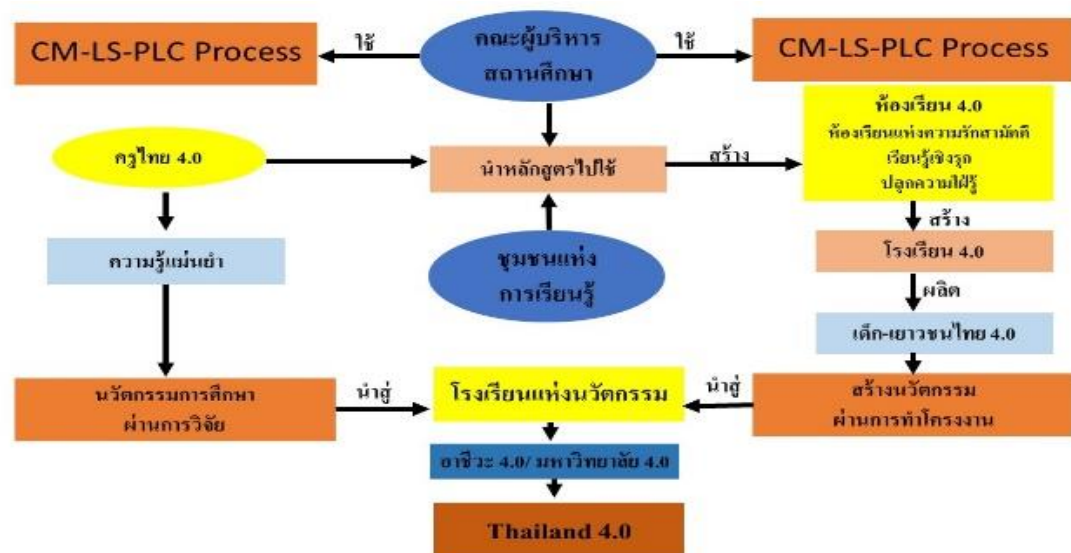 CM-LS-PLC Process
ใช้
คณะผู้บริหาร
สถานศึกษา
ใช้
CM-LS-PLC Process
ครูไทย 4.0
นำหลักสูตรไปใช้
สร้าง
ห้องเรียน 4.0
ห้องเรียนแห่งความรักสามัคคี
เรียนรู้เชิงรุก
ปลูกความใฝ่รู้
สร้าง
ความรู้แม่นยำ
ชุมชนแห่ง
การเรียนรู้
โรงเรียน 4.0
ผลิต
เด็ก-เยาวชนไทย 4.0
นวัตกรรมการศึกษา
ผ่านการวิจัย
นำสู่
โรงเรียนแห่งนวัตกรรม
นำสู่
สร้างนวัตกรรม
ผ่านการทำโครงงาน
อาชีวะ 4.0/ มหาวิทยาลัย 4.0
Thailand 4.0